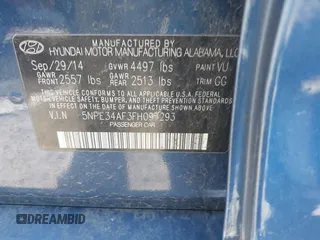 MANUFACTURED BY
HYUNDAI MOTOR MANUFACTURING ALABAMA, LLC
Sep/29/14 GVWR 4497 lbs PAINT VU
GAWR FRONT 2557 lbs GAWR REAR 2513 lbs TRIM GG
THIS VEHICLE CONFORMS TO ALL APPLICABLE
FEDERAL MOTOR VEHICLE SAFETY, BUMPER,
AND THEFT PREVENTION STANDARDS IN EFFECT ON
THE DATE OF MANUFACTURE SHOWN ABOVE.
V.I.N 5NPE34AF3FH093293
PASSENGER CAR
© DREAMBID